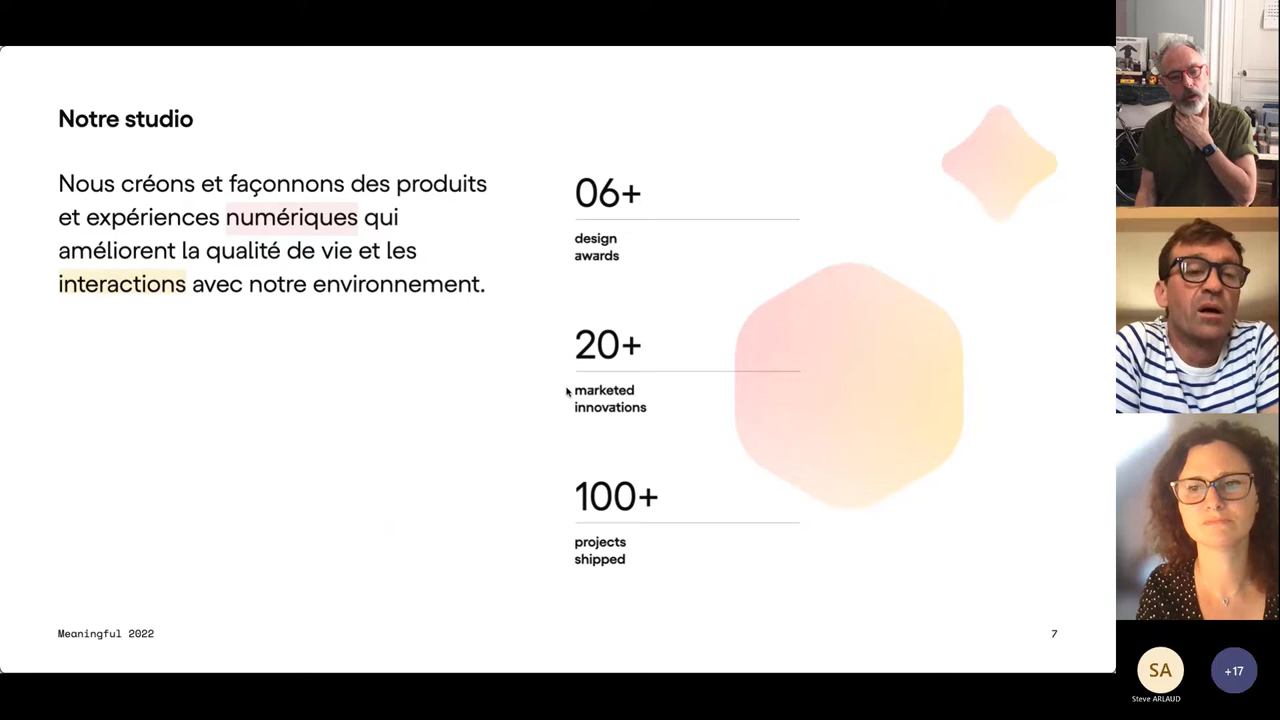 Notre studio
Nous créons et façonnons des produits
et expériences numériques qui
améliorent la qualité de vie et les
interactions avec notre environnement.
06+
design
awards
20+
marketed
innovations
100+
projects
shipped
Meaningful 2022
7
SA
+17
Steve ARLAUD